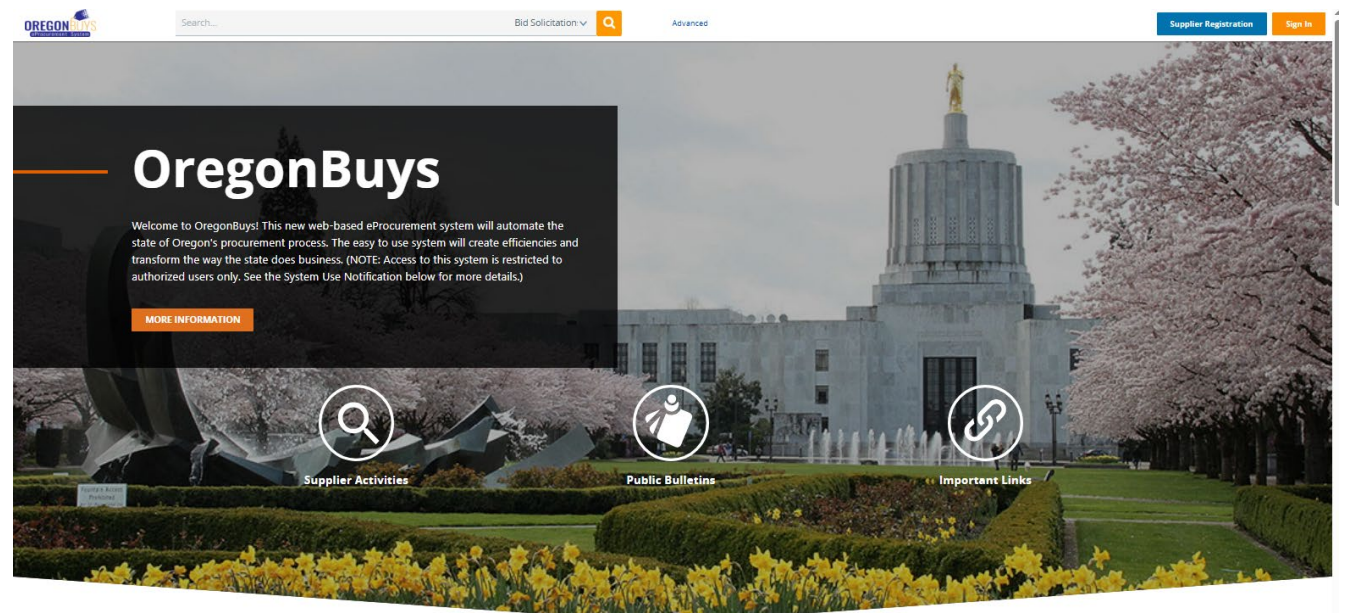 OREGONBUYS
eProcurement System
Search...
Bid Solicitation
Advanced
Supplier Registration
Sign In
OregonBuys
Welcome to OregonBuys! This new web-based eProcurement system will automate the
state of Oregon's procurement process. The easy to use system will create efficiencies and
transform the way the state does business. (NOTE: Access to this system is restricted to
authorized users only. See the System Use Notification below for more details.)
MORE INFORMATION
Supplier Activities
Public Bulletins
Important Links
Fountain Access
Prohibited